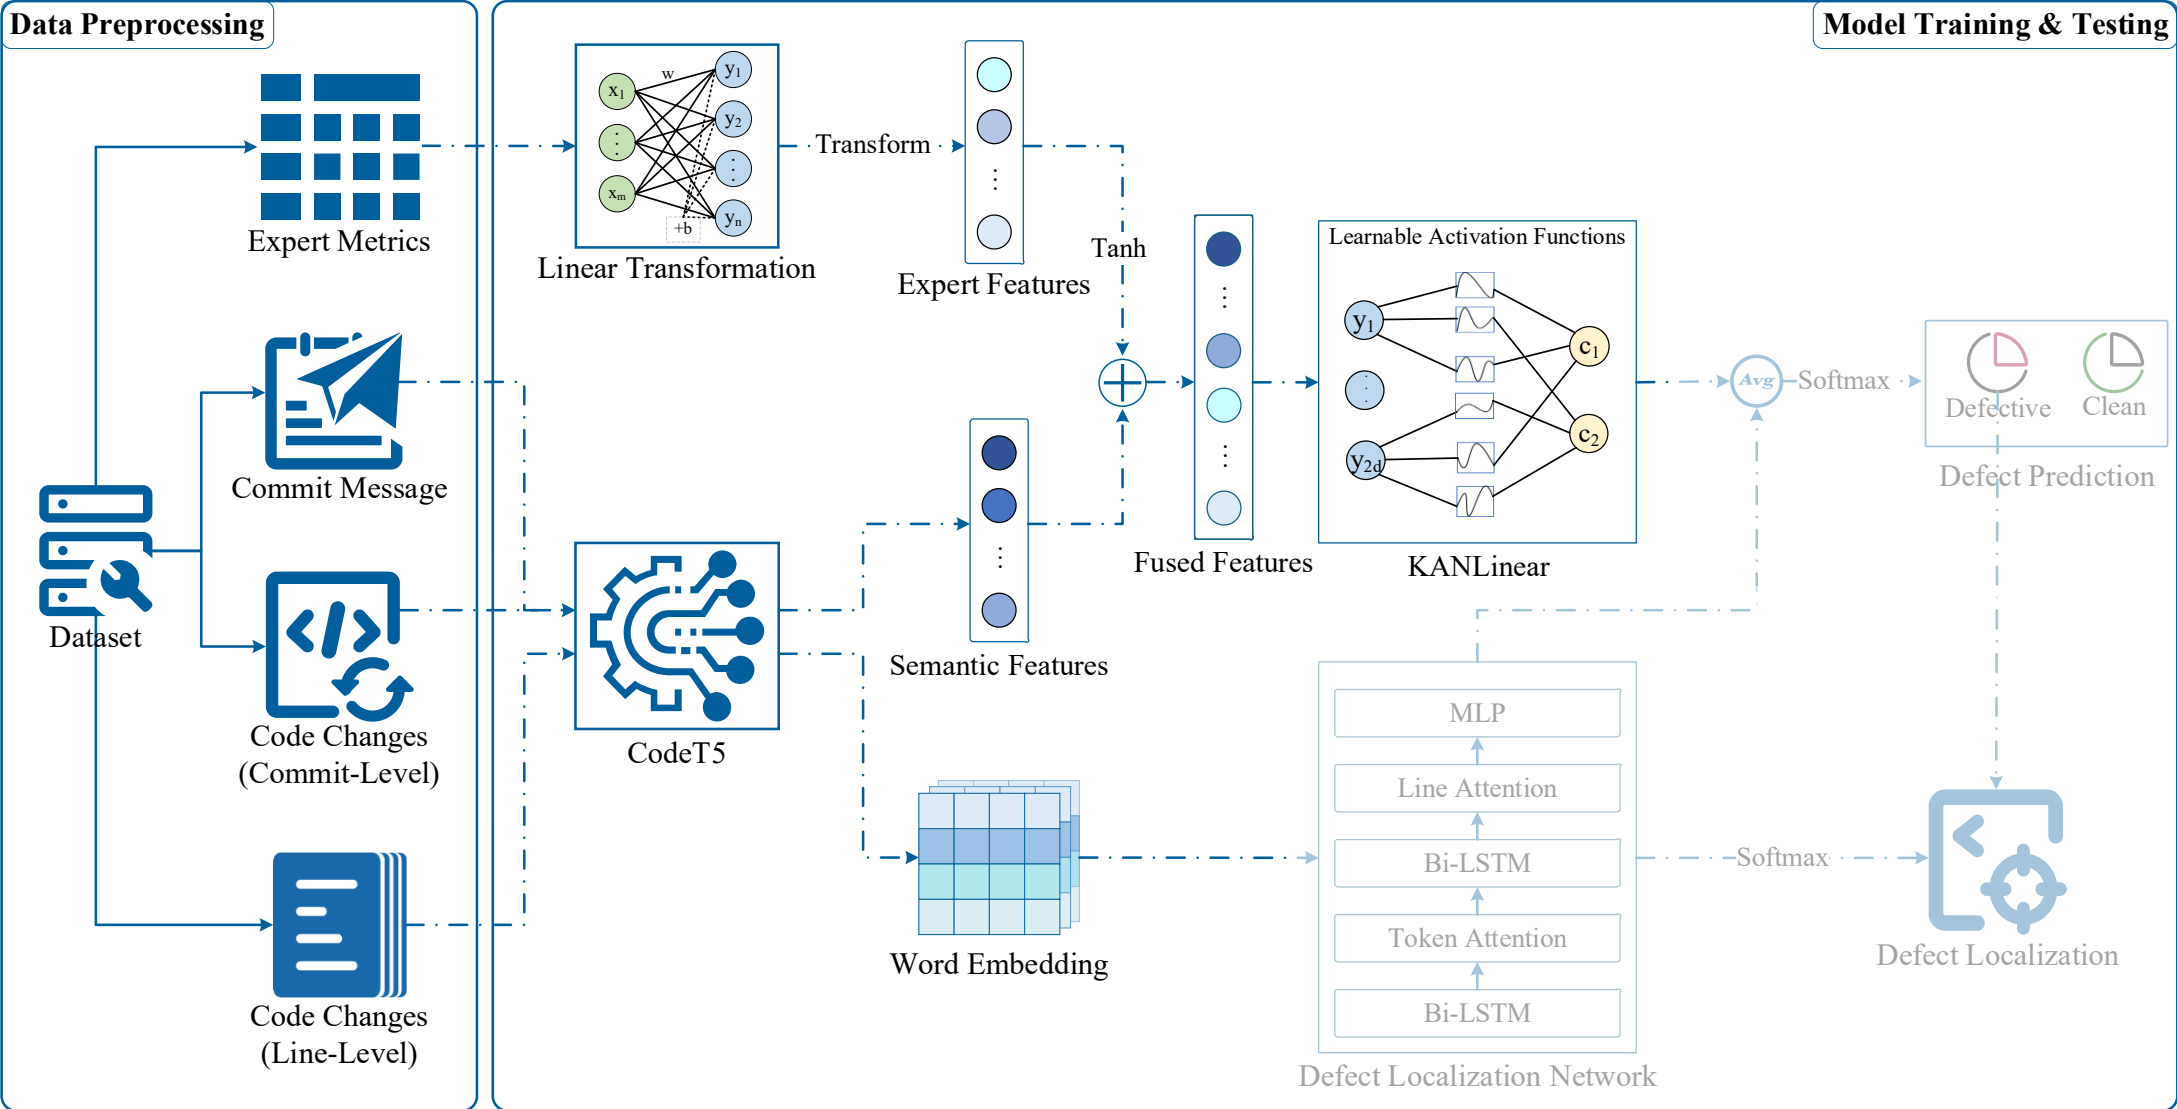 Data Preprocessing
Model Training & Testing
Expert Metrics
Commit Message
Dataset
Code Changes
(Commit-Level)
Code Changes
(Line-Level)
x1
⋮
xm
w
y1
y2
⋮
yn
+b
Linear Transformation
Transform
Expert Features
Tanh
CodeT5
Semantic Features
Word Embedding
Fused Features
Learnable Activation Functions
y1
y2d
c1
c2
KANLinear
Avg
Softmax
Defective
Clean
Defect Prediction
MLP
Line Attention
Bi-LSTM
Token Attention
Bi-LSTM
Defect Localization Network
Softmax
Defect Localization